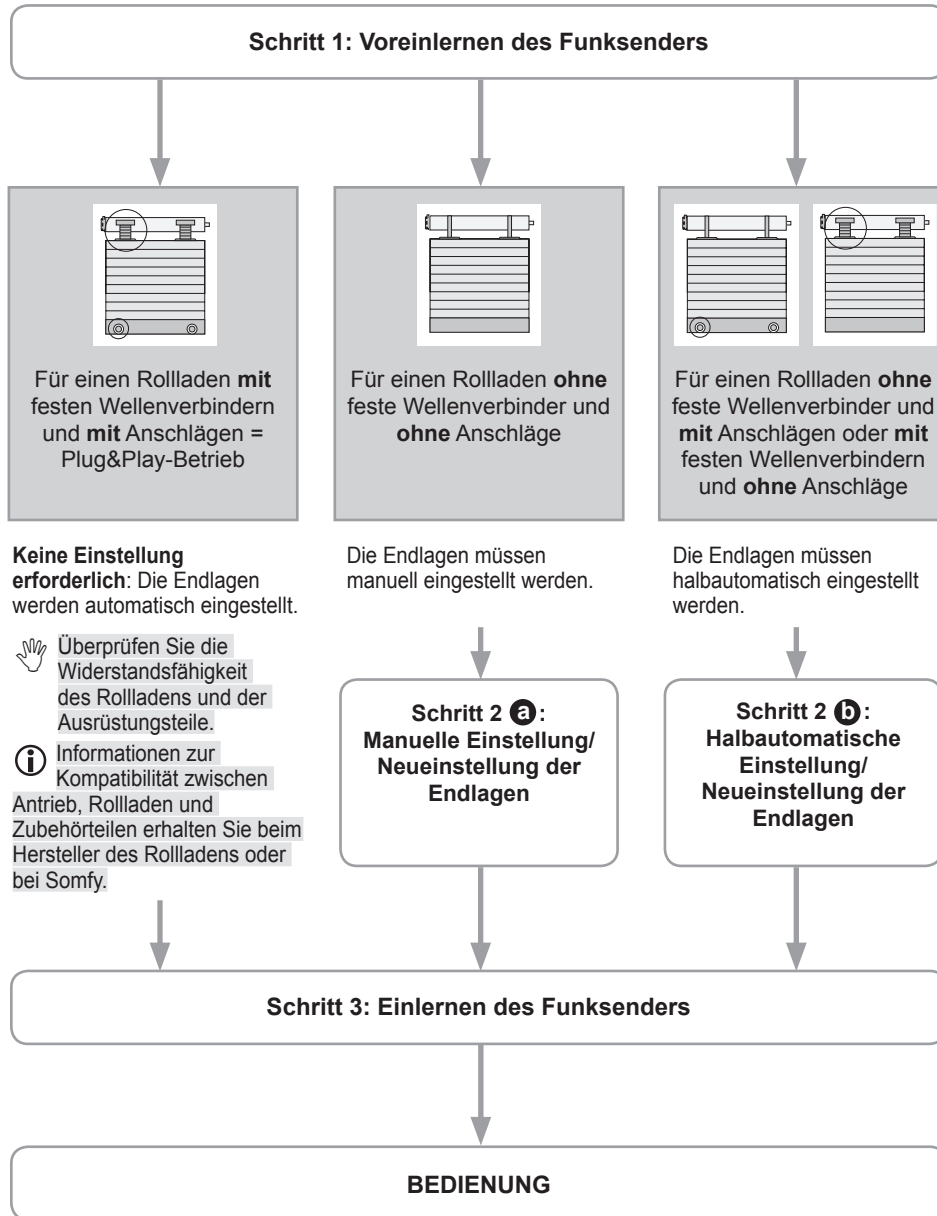 Schritt 1: Voreinlernen des Funksenders
Für einen Rollladen mit
festen Wellenverbindern
und mit Anschlägen =
Plug&Play-Betrieb
Für einen Rollladen ohne
feste Wellenverbinder und
ohne Anschläge
Für einen Rollladen ohne
feste Wellenverbinder und
mit Anschlägen oder mit
festen Wellenverbindern
und ohne Anschläge
Keine Einstellung
erforderlich: Die Endlagen
werden automatisch eingestellt.
Überprüfen Sie die
Widerstandsfähigkeit
des Rollladens und der
Ausrüstungsteile.
Informationen zur
Kompatibilität zwischen
Antrieb, Rollladen und
Zubehörteilen erhalten Sie beim
Hersteller des Rollladens oder
bei Somfy.
Die Endlagen müssen
manuell eingestellt werden.
Schritt 2 a:
Manuelle Einstellung/
Neueinstellung der
Endlagen
Die Endlagen müssen
halbautomatisch eingestellt
werden.
Schritt 2 b:
Halbautomatische
Einstellung/
Neueinstellung der
Endlagen
Schritt 3: Einlernen des Funksenders
BEDIENUNG